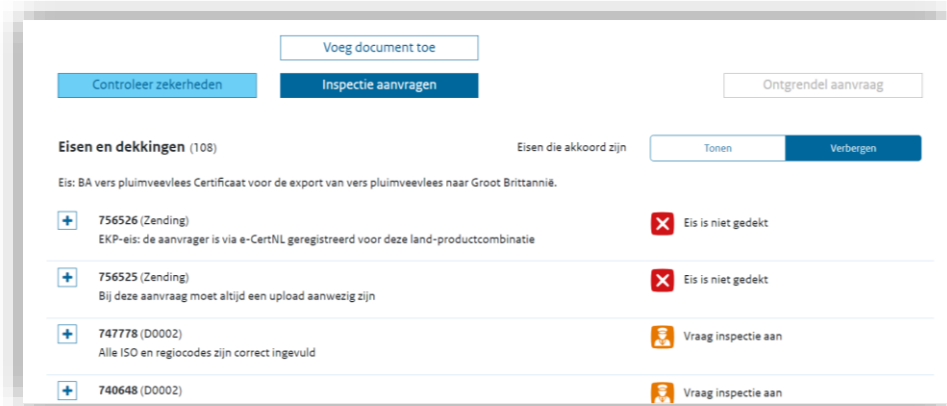 Voeg document toe
Controleer zekerheden Inspectie aanvragen Ontgrendel aanvraag
Eisen en dekkingen (108) Eisen die akkoord zijn Tonen Verbergen
Eis: BA vers pluimveevlees Certificaat voor de export van vers pluimveevlees naar Groot Brittannië.
756526 (Zending) Eis is niet gedekt
EKP-eis: de aanvrager is via e-CertNL geregistreerd voor deze land-productcombinatie
756525 (Zending) Eis is niet gedekt
Bij deze aanvraag moet altijd een upload aanwezig zijn
747778 (D0002) Vraag inspectie aan
Alle ISO en regiocodes zijn correct ingevuld
740648 (D0002) Vraag inspectie aan